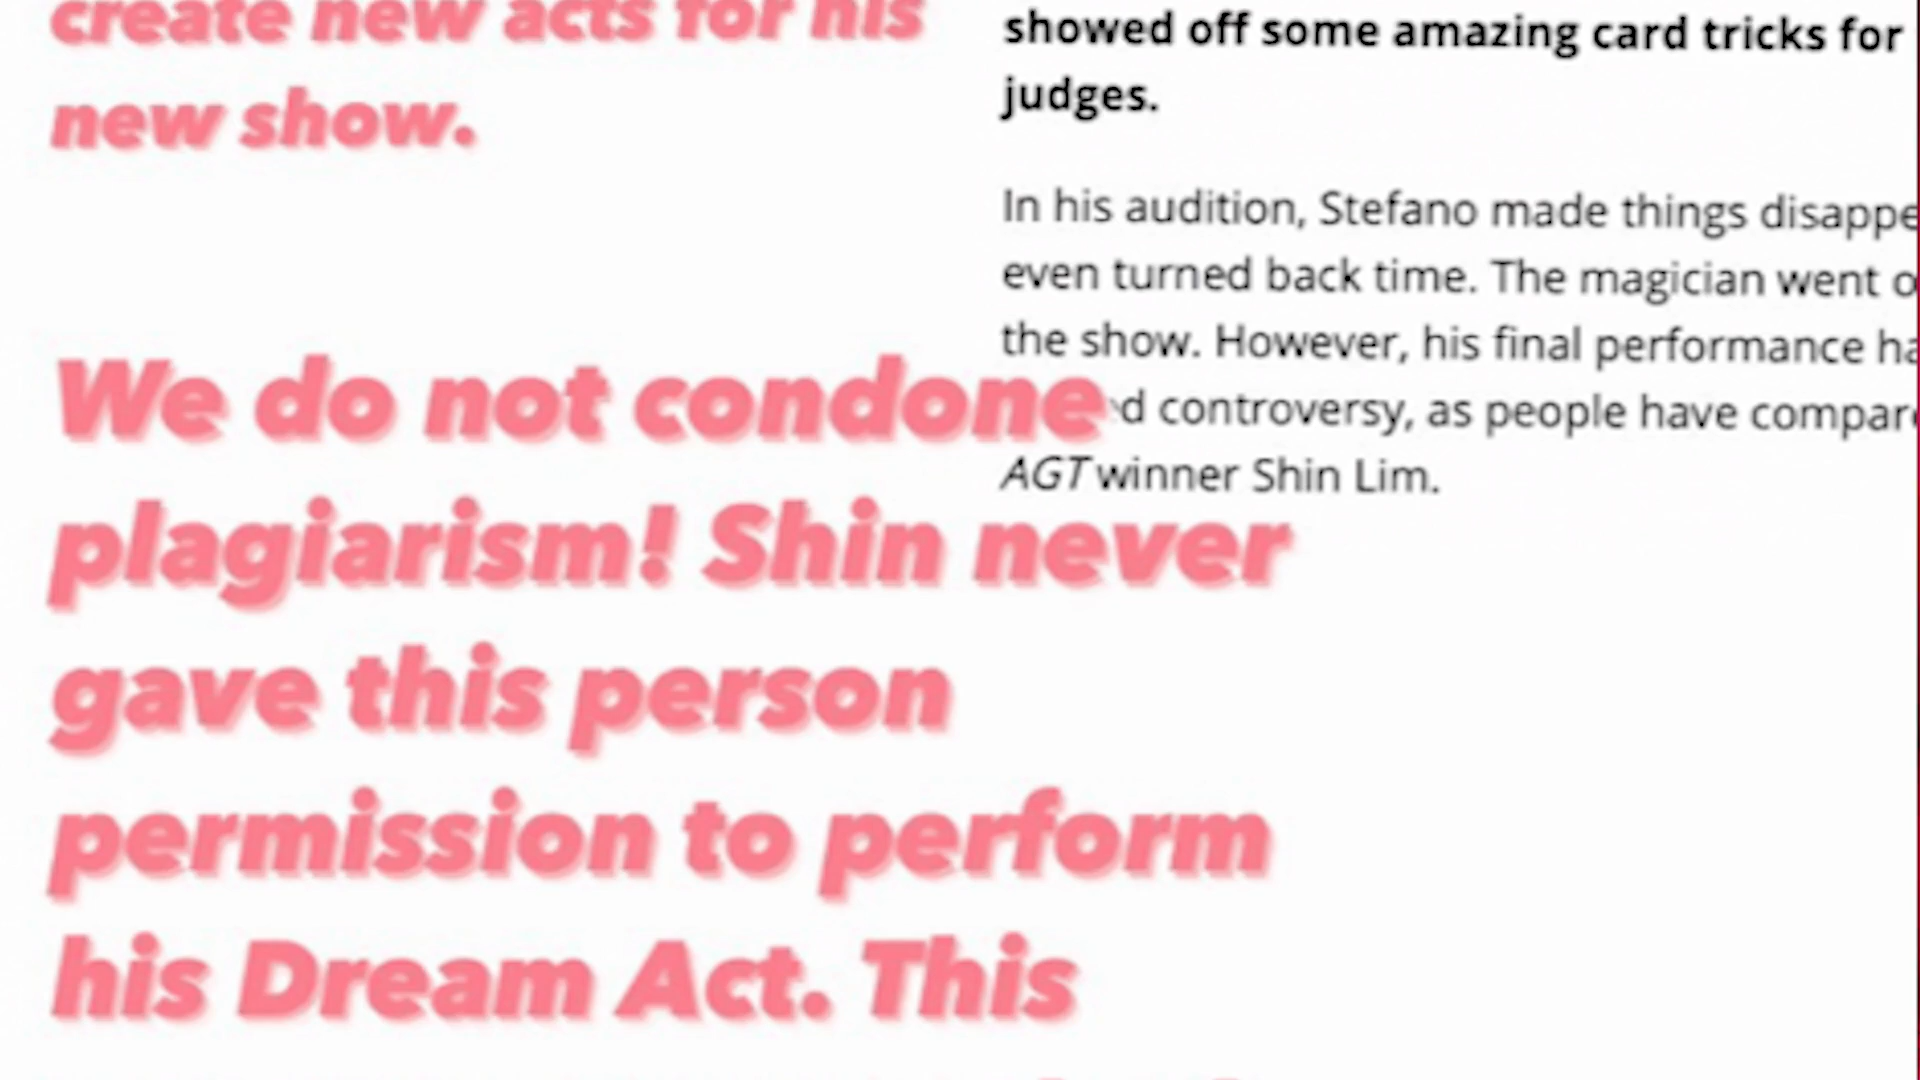 create new acts for his
new show.
We do not condone
plagiarism! Shin never
gave this person
permission to perform
his Dream Act. This
showed off some amazing card tricks for
judges.
In his audition, Stefano made things
even turned back time. The magician went
the show. However, his final performance
controversy, as people have
AGT winner Shin Lim.